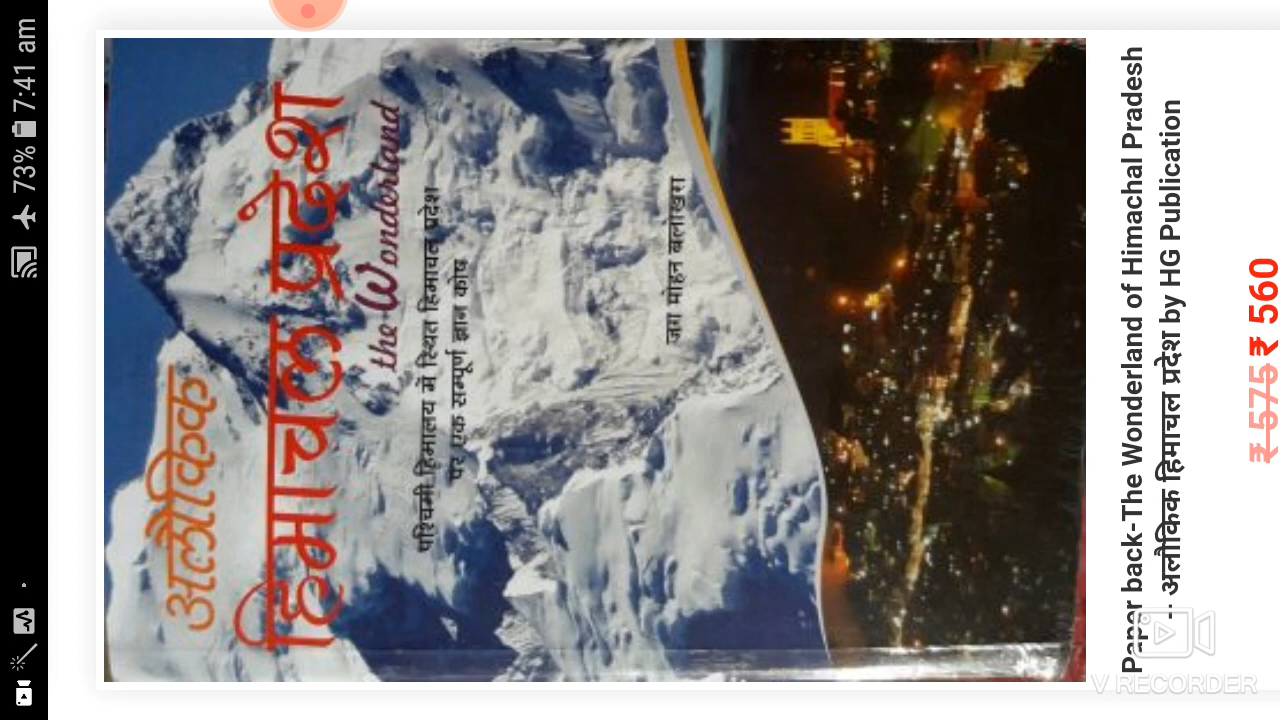 7:41 am
73%
अलौकिक
हिमाचल प्रदेश
the Wonderland
पश्चिमी हिमालय में स्थित हिमाचल प्रदेश
पर एक सम्पूर्ण ज्ञान कोष
जग मोहन बलोखरा
Paper back-The Wonderland of Himachal Pradesh
-- अलौकिक हिमाचल प्रदेश by HG Publication
₹ 575 ₹ 560
V RECORDER